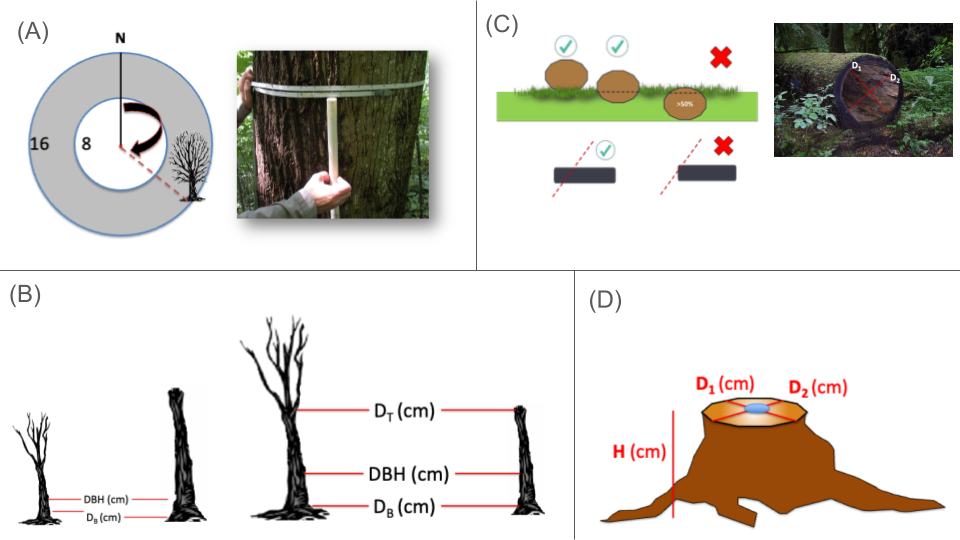 (A)
N
16
8
(C)
>50%
D1
D2
(B)
DBH (cm)
DB (cm)
DT (cm)
DBH (cm)
DB (cm)
(D)
D1 (cm)
D2 (cm)
H (cm)